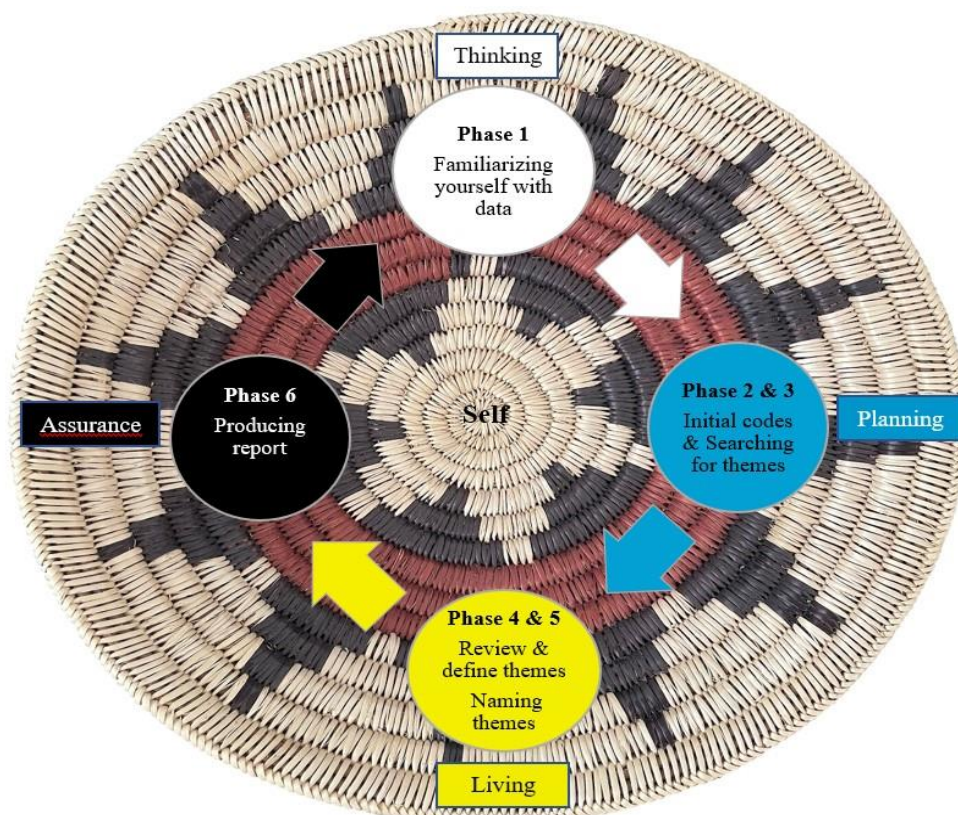 Thinking
Phase 1
Familiarizing
yourself with
data
Phase 2 & 3
Initial codes
& Searching
for themes
Planning
Phase 4 & 5
Review &
define themes
Naming
themes
Living
Phase 6
Producing
report
Assurance
Self